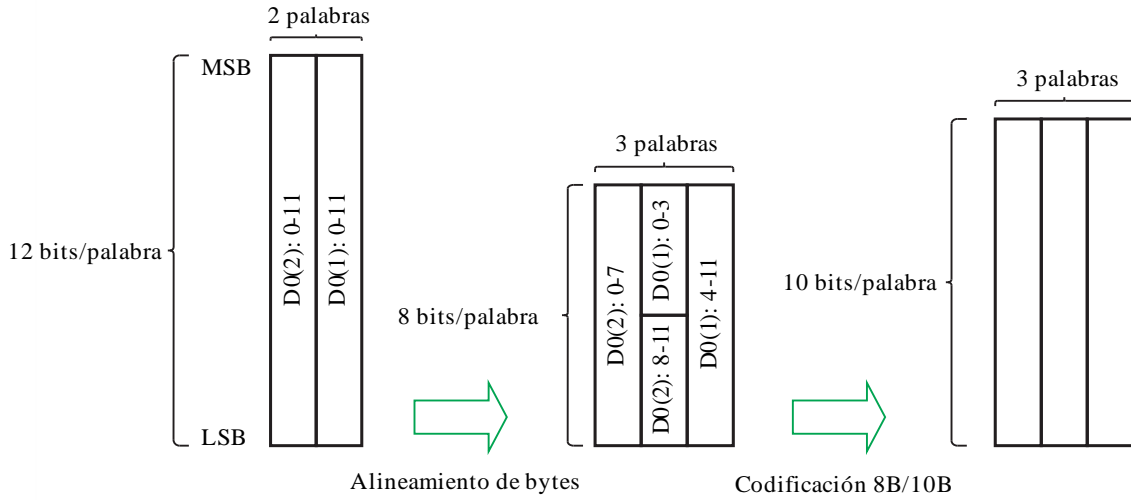 2 palabras
MSB
12 bits/palabra
D0(2): 0-11
D0(1): 0-11
LSB
Alineamiento de bytes
3 palabras
8 bits/palabra
D0(2): 0-7
D0(1): 0-3
D0(2): 8-11
D0(1): 4-11
Codificación 8B/10B
3 palabras
10 bits/palabra